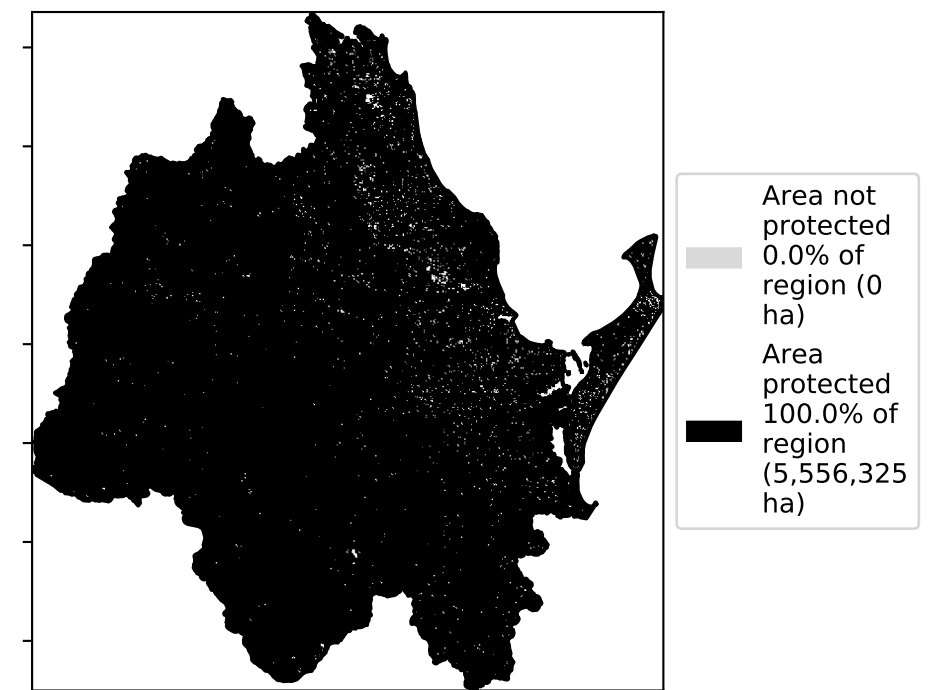 Area not
protected
0.0% of
region (0
ha)
Area
protected
100.0% of
region
(5,556,325
ha)